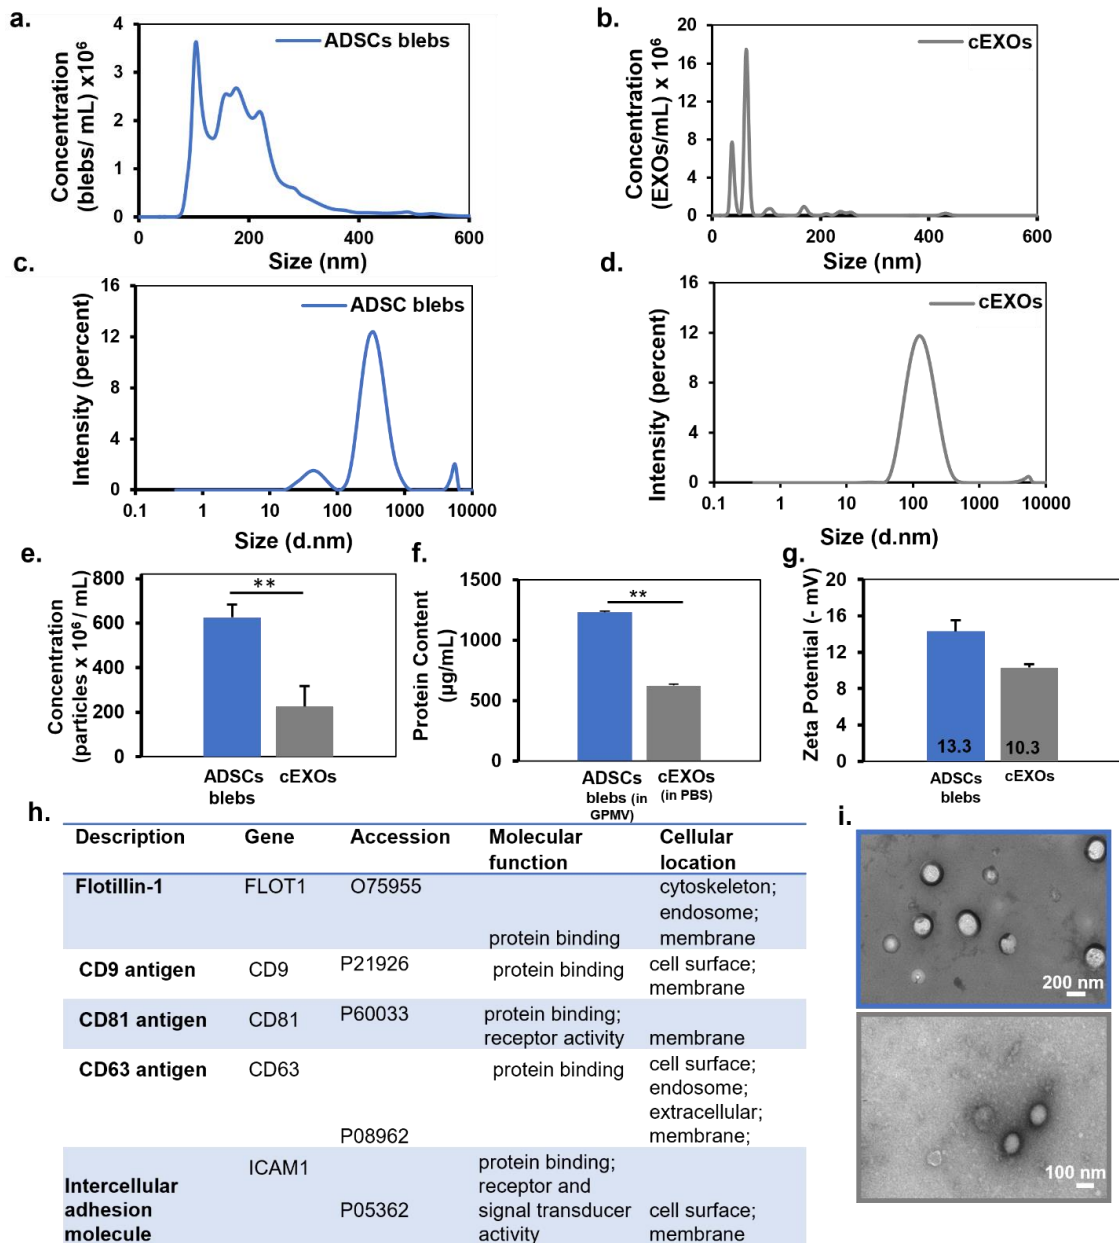 a.
4
3
2
1
0
0
200
400
600
Concentration
(blebs/ mL) x10⁶
Size (nm)
ADSCs blebs
b.
20
16
12
8
4
0
0
200
400
600
Concentration
(EXOs/mL) x 10⁶
Size (nm)
cEXOs
c.
16
12
8
4
0
0.1
1
10
100
1000
10000
Intensity (percent)
Size (d.nm)
ADSC blebs
d.
16
12
8
4
0
0.1
1
10
100
1000
10000
Intensity (percent)
Size (d.nm)
cEXOs
e.
800
600
400
200
0
Concentration
(particles x 10⁶/ mL)
**
ADSCs
blebs
cEXOs
f.
1500
1000
500
0
Protein Content
(µg/mL)
**
ADSCs
blebs (in
GPMV)
cEXOs
(in PBS)
g.
20
16
12
8
4
0
Zeta Potential (- mV)
13.3
10.3
ADSCs
blebs
cEXOs
h.
Description Gene Accession Molecular function Cellular location
Flotillin-1 FLOT1 O75955 protein binding cytoskeleton; endosome; membrane
CD9 antigen CD9 P21926 protein binding cell surface; membrane
CD81 antigen CD81 P60033 protein binding; receptor activity membrane
CD63 antigen CD63 P08962 protein binding cell surface; endosome; extracellular; membrane;
Intercellular adhesion molecule ICAM1 P05362 protein binding; receptor and signal transducer activity cell surface; membrane
i.
200 nm
100 nm